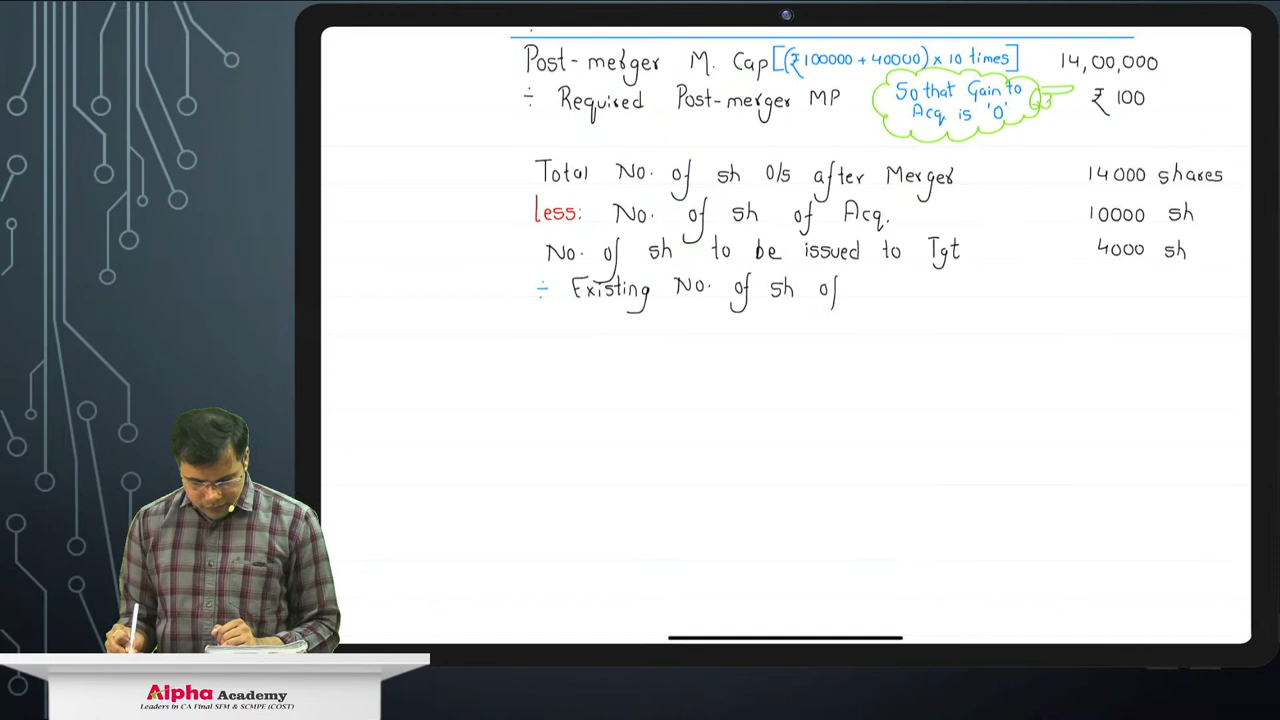 Post-merger M. Cap [(₹100000 + 40000) x 10 times] 14,00,000
÷ Required Post-merger MP ₹ 100
So that Gain to
Acq. is '0'
Total No. of sh o/s after Merger 14000 shares
less: No. of sh of Acq. 10000 sh
No. of sh to be issued to Tgt 4000 sh
÷ Existing No. of sh of
Alpha Academy
Leaders in CA Final SFM & SCMPE (COST)